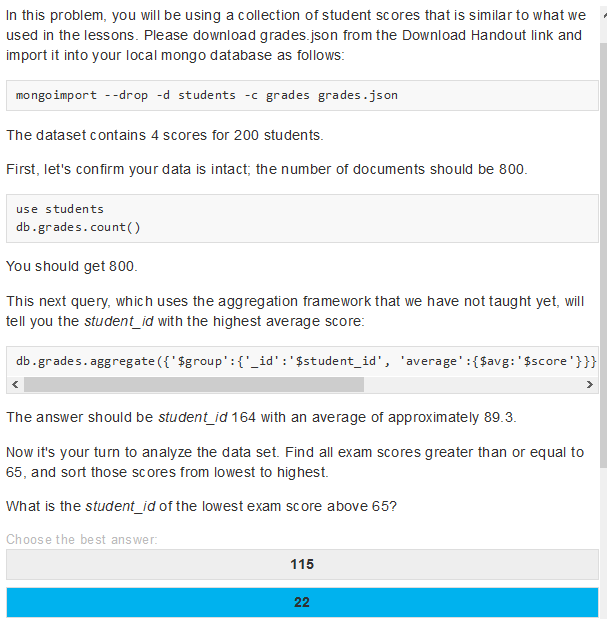 In this problem, you will be using a collection of student scores that is similar to what we
used in the lessons. Please download grades.json from the Download Handout link and
import it into your local mongo database as follows:
mongoimport --drop -d students -c grades grades.json
The dataset contains 4 scores for 200 students.
First, let's confirm your data is intact; the number of documents should be 800.
use students
db.grades.count()
You should get 800.
This next query, which uses the aggregation framework that we have not taught yet, will
tell you the student_id with the highest average score:
db.grades.aggregate({'$group':{'_id':'$student_id', 'average':{$avg:'$score'}}}
The answer should be student_id 164 with an average of approximately 89.3.
Now it's your turn to analyze the data set. Find all exam scores greater than or equal to
65, and sort those scores from lowest to highest.
What is the student_id of the lowest exam score above 65?
Choose the best answer:
115
22